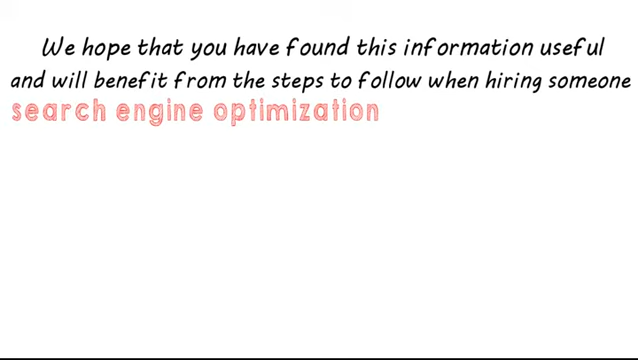 We hope that you have found this information useful
and will benefit from the steps to follow when hiring someone
search engine optimization